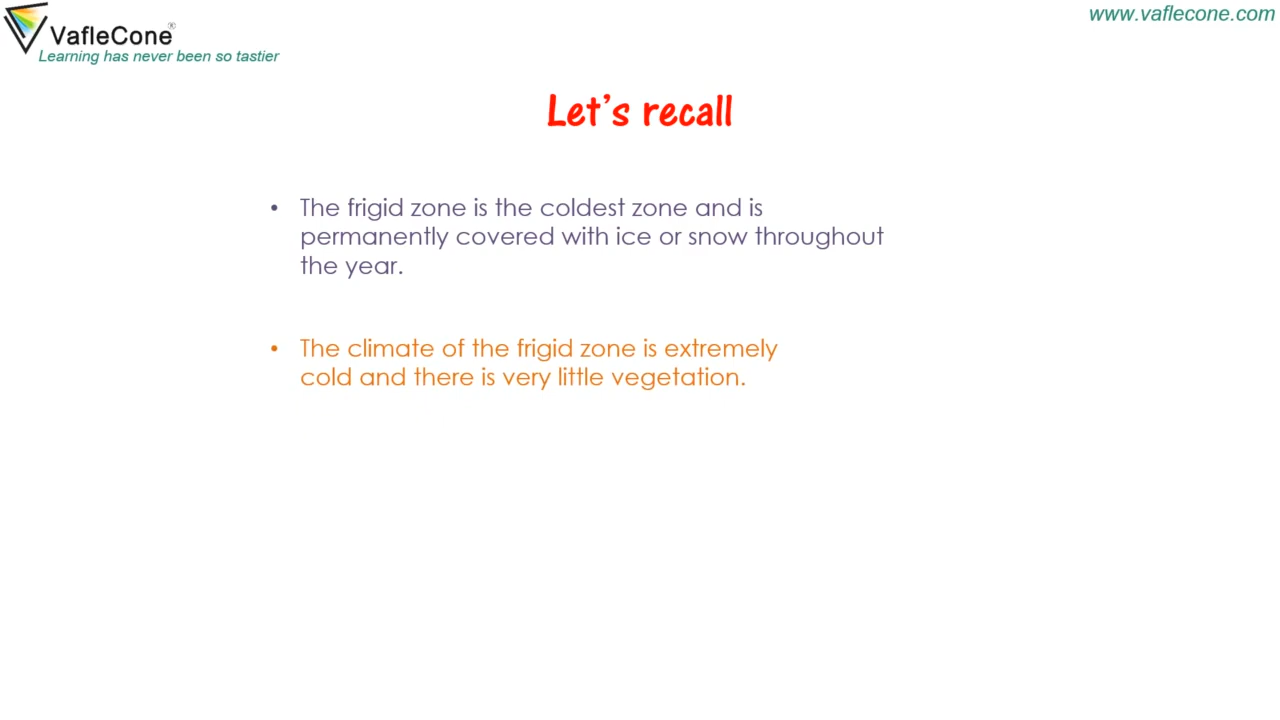 VafleCone®
Learning has never been so tastier
www.vaflecone.com
Let's recall
• The frigid zone is the coldest zone and is
permanently covered with ice or snow throughout
the year.
• The climate of the frigid zone is extremely
cold and there is very little vegetation.